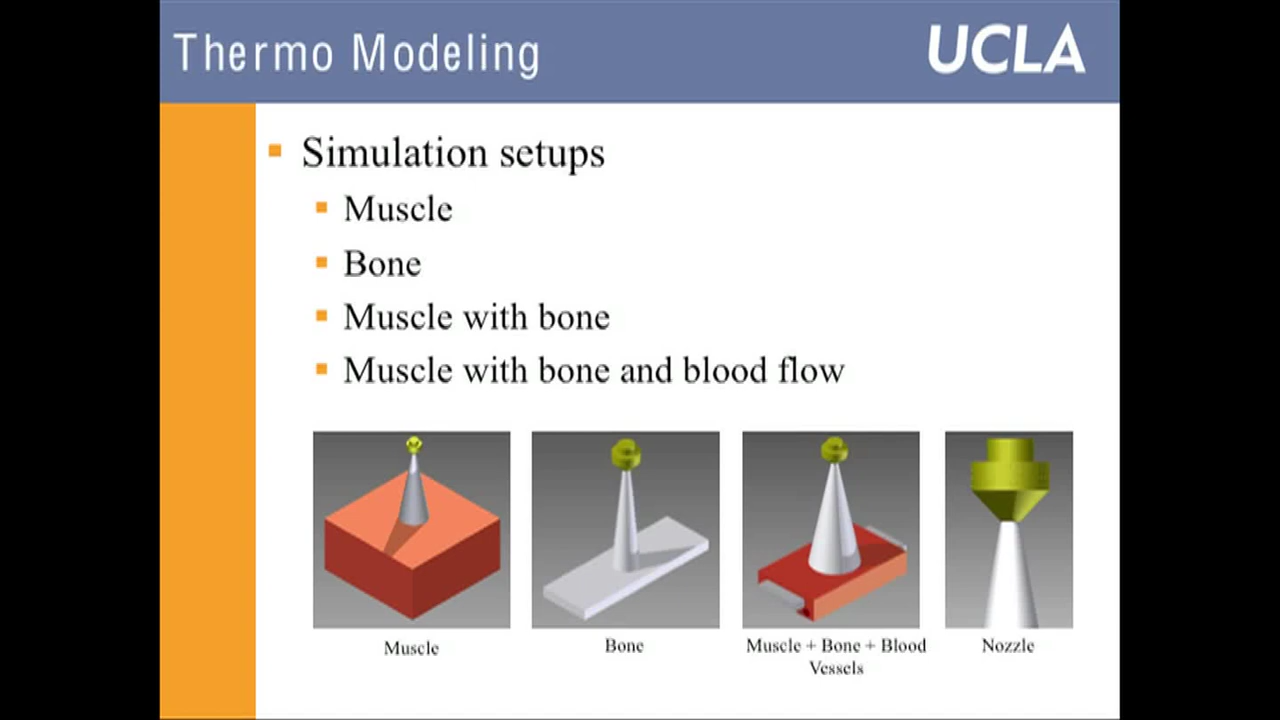 Thermo Modeling
UCLA
Simulation setups
Muscle
Bone
Muscle with bone
Muscle with bone and blood flow
Muscle
Bone
Muscle + Bone + Blood
Vessels
Nozzle